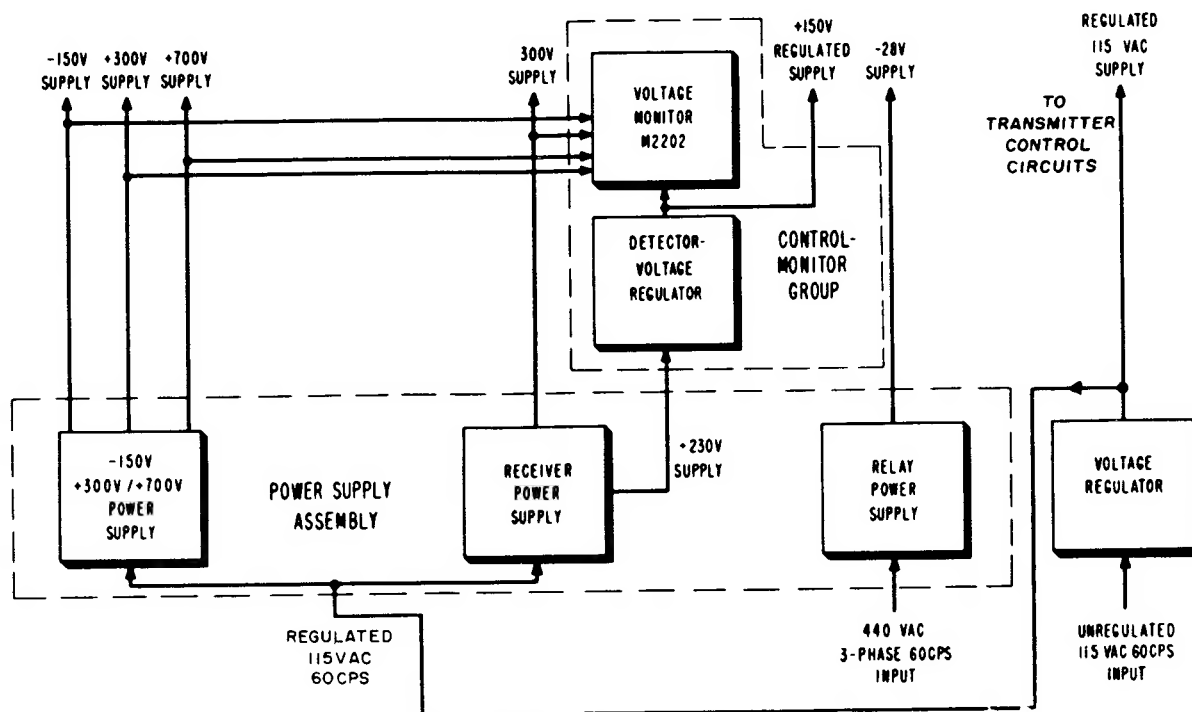 -150V
SUPPLY
+300V
SUPPLY
+700V
SUPPLY
300V
SUPPLY
+150V
REGULATED
SUPPLY
-28V
SUPPLY
REGULATED
115 VAC
SUPPLY
VOLTAGE
MONITOR
M2202
TO
TRANSMITTER
CONTROL
CIRCUITS
DETECTOR-
VOLTAGE
REGULATOR
CONTROL-
MONITOR
GROUP
-150V
+300V/+700V
POWER
SUPPLY
POWER SUPPLY
ASSEMBLY
RECEIVER
POWER
SUPPLY
+230V
SUPPLY
RELAY
POWER
SUPPLY
VOLTAGE
REGULATOR
REGULATED
115VAC
60CPS
440 VAC
3-PHASE 60CPS
INPUT
UNREGULATED
115 VAC 60CPS
INPUT